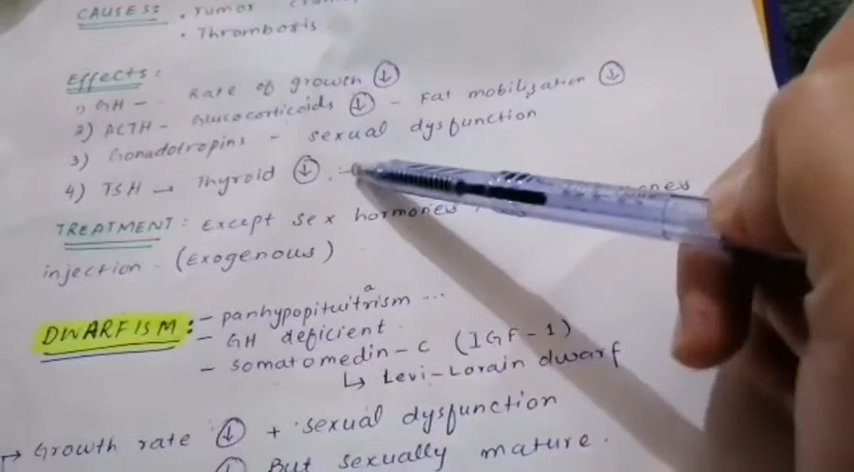 CAUSES: • Tumor
• Thrombosis
Effects:
1) GH - Rate of growth ↓
2) ACTH - Glucocorticoids ↓ - Fat mobilization ↓
3) Gonadotropins - sexual dysfunction
4) TSH → Thyroid ↓
TREATMENT: Except sex hormones
injection. (Exogenous)
DWARFISM: - panhypopituitarism ...
- GH deficient
- somatomedin-C (IGF-1)
↳ Levi-Lorain dwarf
→ Growth rate ↓ + sexual dysfunction
↓ But sexually mature.